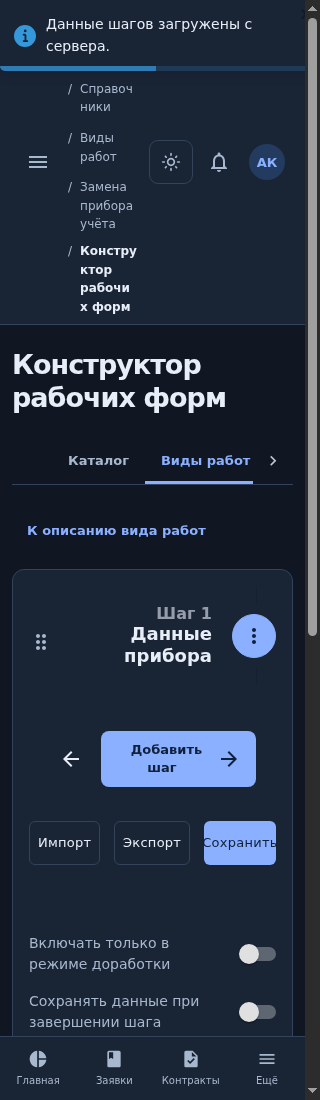 Данные шагов загружены с
сервера.
/ Справоч
ники
/ Виды
работ
/ Замена
прибора
учёта
/ Констру
ктор
рабочи
х форм
АК
Конструктор
рабочих форм
Каталог
Виды работ
К описанию вида работ
Шаг 1
Данные
прибора
Добавить
шаг
Импорт
Экспорт
Сохранить
Включать только в
режиме доработки
Сохранять данные при
завершении шага
Главная
Заявки
Контракты
Ещё